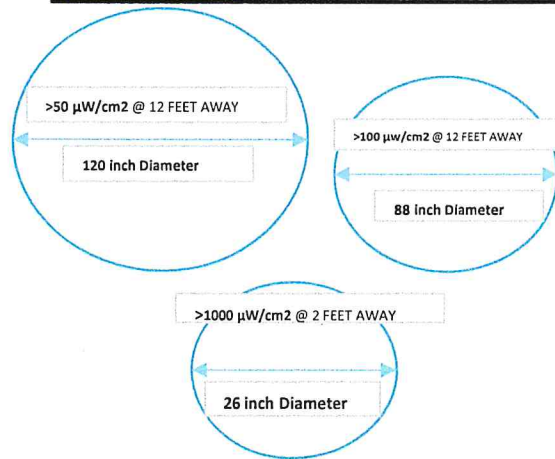 >50 µW/cm2 @ 12 FEET AWAY
120 inch Diameter
>100 µw/cm2 @ 12 FEET AWAY
88 inch Diameter
>1000 µW/cm2 @ 2 FEET AWAY
26 inch Diameter